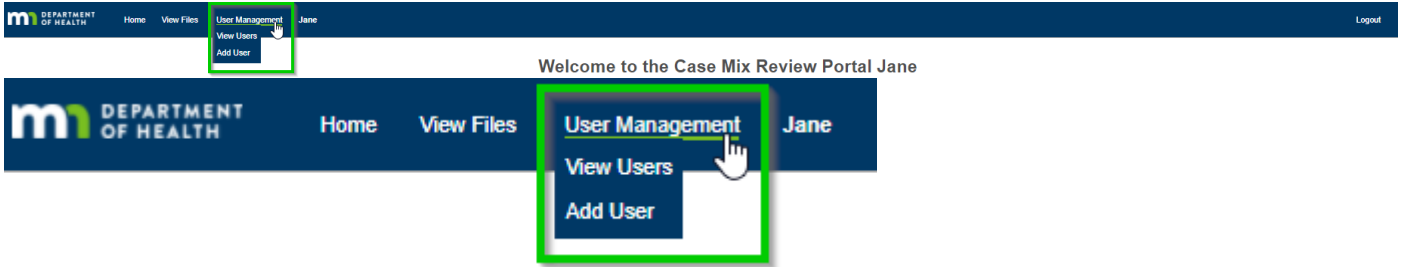 DEPARTMENT
OF HEALTH
Home View Files User Management Jane Logout
View Users
Add User
Welcome to the Case Mix Review Portal Jane
DEPARTMENT
OF HEALTH
Home View Files User Management Jane
View Users
Add User